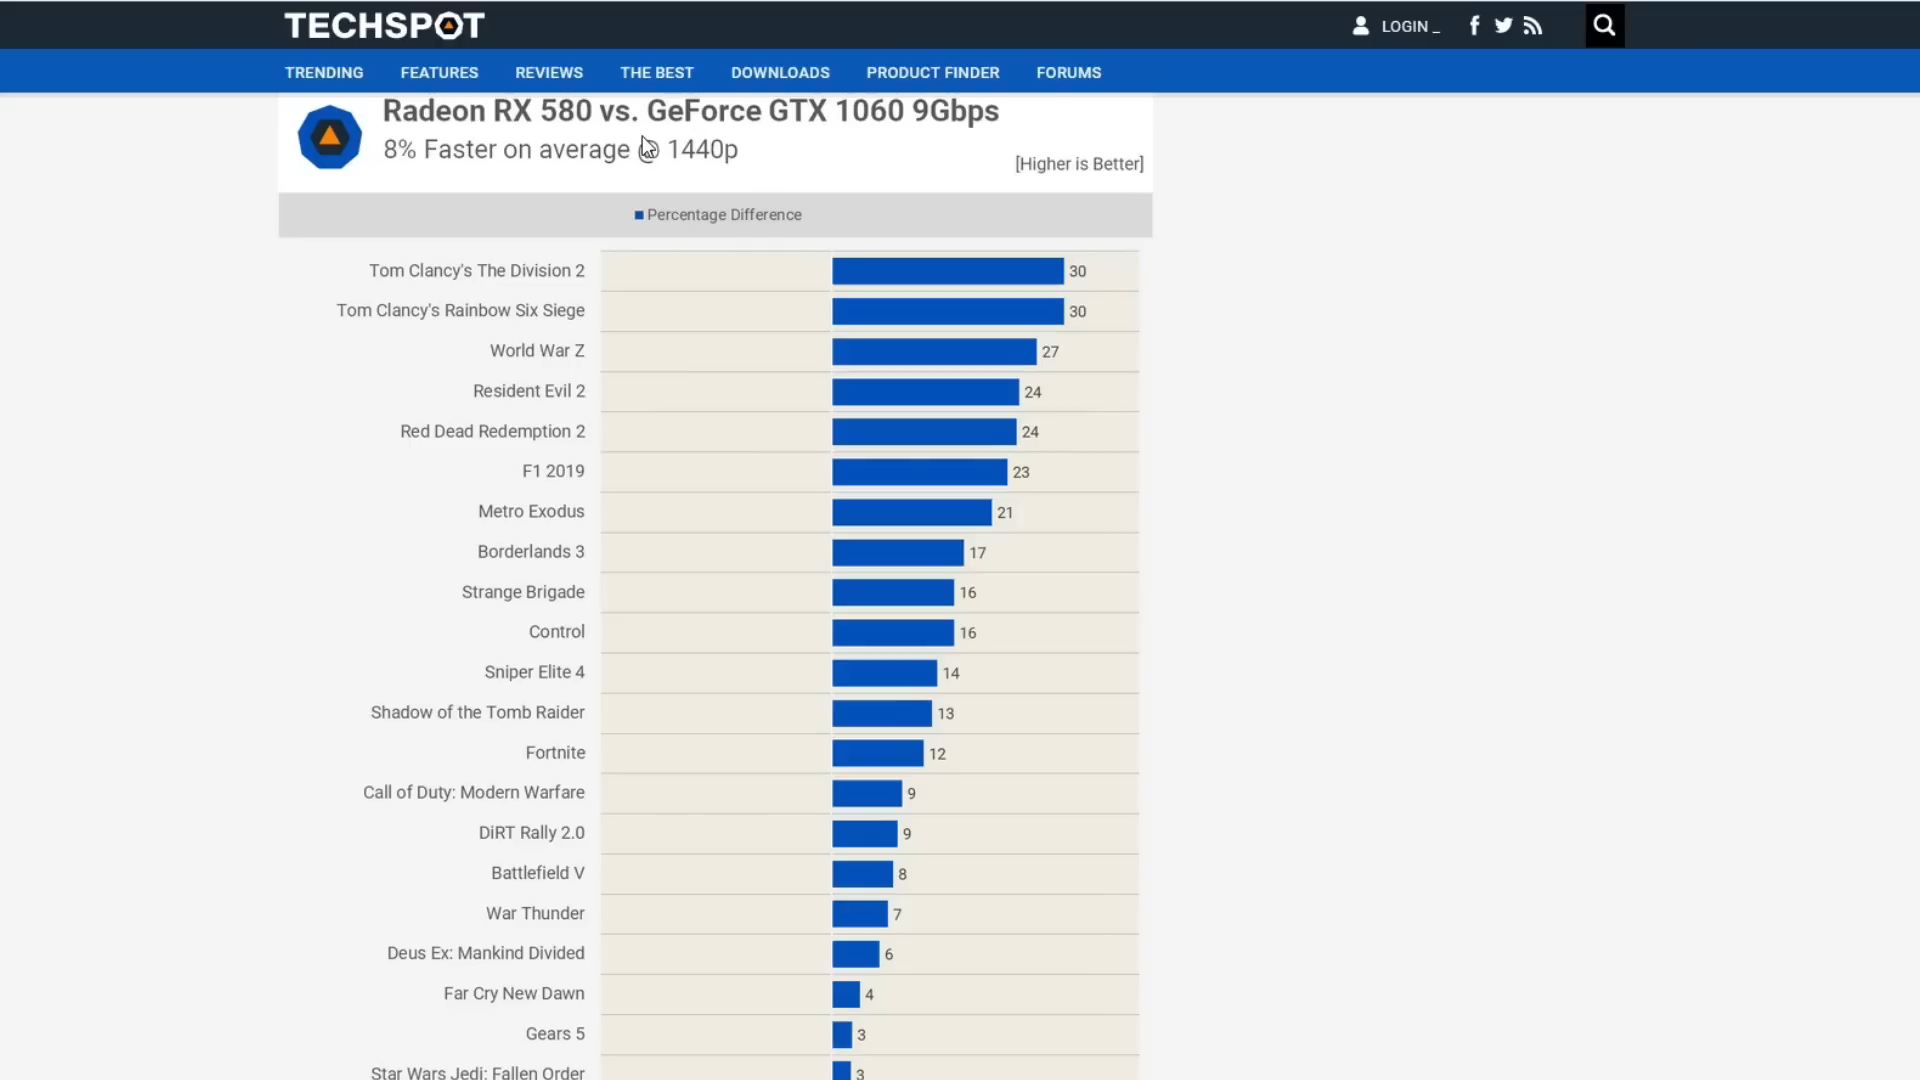 TECHSPOT
LOGIN _
TRENDING FEATURES REVIEWS THE BEST DOWNLOADS PRODUCT FINDER FORUMS
Radeon RX 580 vs. GeForce GTX 1060 9Gbps
8% Faster on average @ 1440p
[Higher is Better]
Percentage Difference
Tom Clancy's The Division 2 30
Tom Clancy's Rainbow Six Siege 30
World War Z 27
Resident Evil 2 24
Red Dead Redemption 2 24
F1 2019 23
Metro Exodus 21
Borderlands 3 17
Strange Brigade 16
Control 16
Sniper Elite 4 14
Shadow of the Tomb Raider 13
Fortnite 12
Call of Duty: Modern Warfare 9
DiRT Rally 2.0 9
Battlefield V 8
War Thunder 7
Deus Ex: Mankind Divided 6
Far Cry New Dawn 4
Gears 5 3
Star Wars Jedi: Fallen Order 3